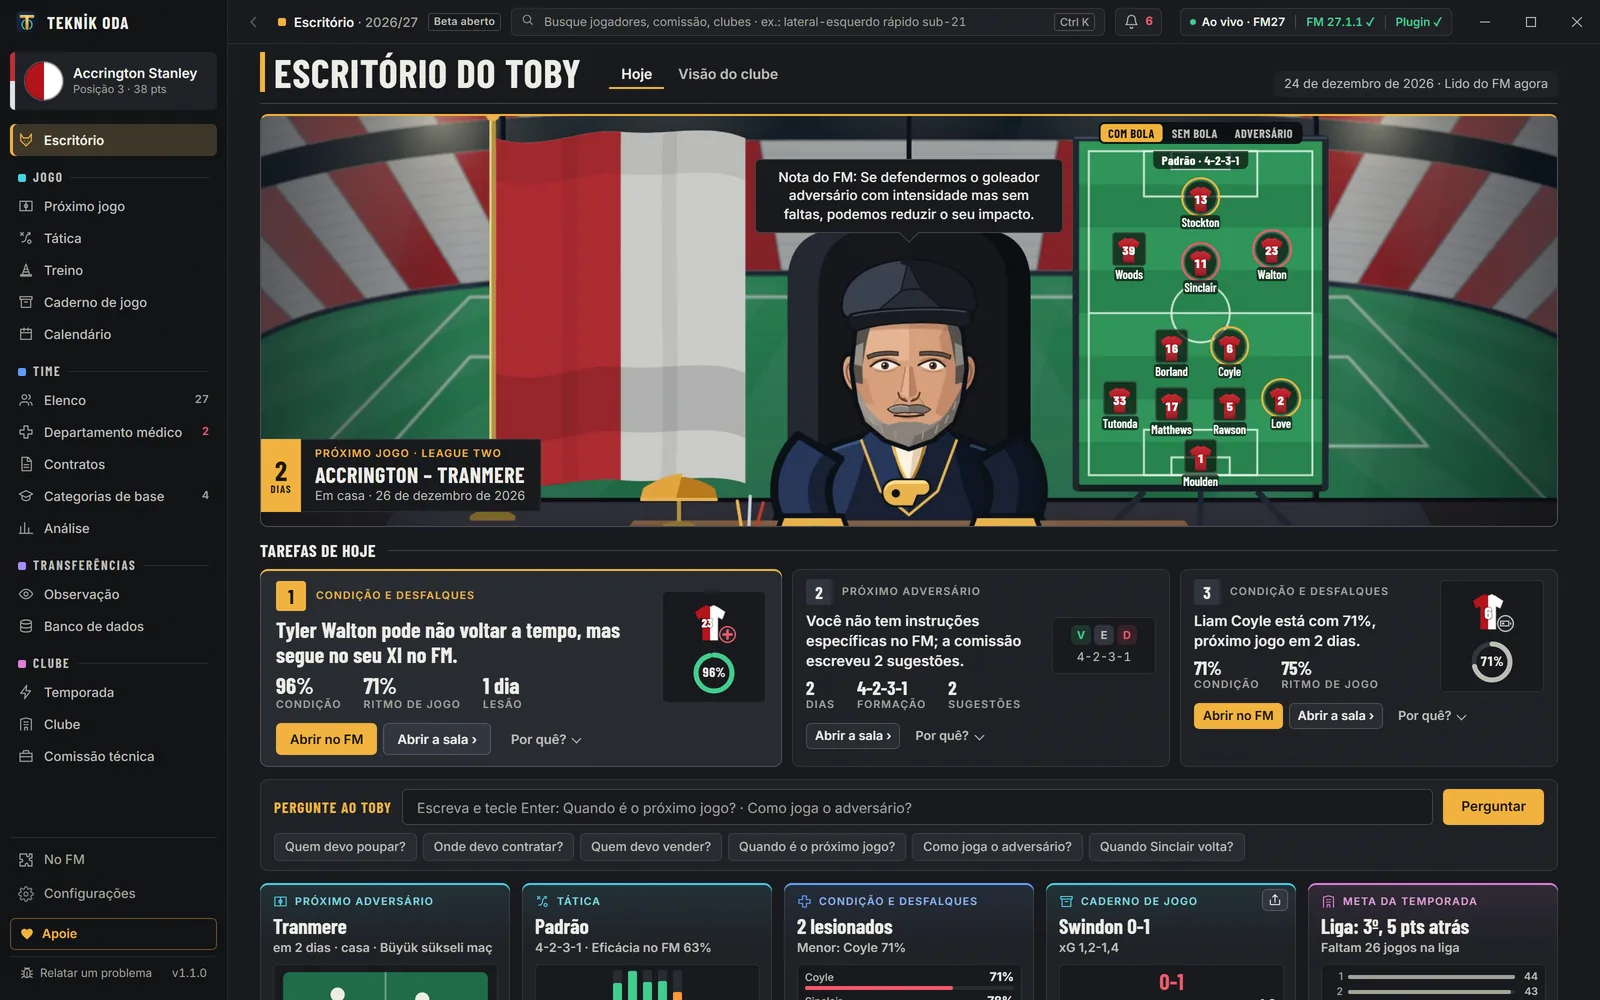 TEKNİK ODA
Escritório · 2026/27
Beta aberto
Busque jogadores, comissão, clubes · ex.: lateral-esquerdo rápido sub-21
Ctrl K
6
Ao vivo · FM27
FM 27.1.1 ✓
Plugin ✓
Accrington Stanley
Posição 3 · 38 pts
Escritório
JOGO
Próximo jogo
Tática
Treino
Caderno de jogo
Calendário
TIME
Elenco 27
Departamento médico 2
Contratos
Categorias de base 4
Análise
TRANSFERÊNCIAS
Observação
Banco de dados
CLUBE
Temporada
Clube
Comissão técnica
No FM
Configurações
Apoie
Relatar um problema v1.1.0
ESCRITÓRIO DO TOBY
Hoje
Visão do clube
24 de dezembro de 2026 · Lido do FM agora
Nota do FM: Se defendermos o goleador
adversário com intensidade mas sem
faltas, podemos reduzir o seu impacto.
COM BOLA SEM BOLA ADVERSÁRIO
Padrão · 4-2-3-1
13
Stockton
39
Woods
11
Sinclair
23
Walton
16
Borland
6
Coyle
33
Tutonda
17
Matthews
5
Rawson
2
Love
1
Moulden
2
DIAS
PRÓXIMO JOGO · LEAGUE TWO
ACCRINGTON – TRANMERE
Em casa · 26 de dezembro de 2026
TAREFAS DE HOJE
1
CONDIÇÃO E DESFALQUES
Tyler Walton pode não voltar a tempo, mas
segue no seu XI no FM.
96% 71% 1 dia
CONDIÇÃO RITMO DE JOGO LESÃO
Abrir no FM
Abrir a sala ›
Por quê?
23
96%
2
PRÓXIMO ADVERSÁRIO
Você não tem instruções
específicas no FM; a comissão
escreveu 2 sugestões.
2 4-2-3-1 2
DIAS FORMAÇÃO SUGESTÕES
Abrir a sala ›
Por quê?
V E D
4-2-3-1
3
CONDIÇÃO E DESFALQUES
Liam Coyle está com 71%,
próximo jogo em 2 dias.
71% 75%
CONDIÇÃO RITMO DE JOGO
Abrir no FM
Abrir a sala ›
Por quê?
6
71%
PERGUNTE AO TOBY
Escreva e tecle Enter: Quando é o próximo jogo? · Como joga o adversário?
Perguntar
Quem devo poupar?
Onde devo contratar?
Quem devo vender?
Quando é o próximo jogo?
Como joga o adversário?
Quando Sinclair volta?
PRÓXIMO ADVERSÁRIO
Tranmere
em 2 dias · casa · Büyük sükseli maç
TÁTICA
Padrão
4-2-3-1 · Eficácia no FM 63%
CONDIÇÃO E DESFALQUES
2 lesionados
Menor: Coyle 71%
Coyle 71%
CADERNO DE JOGO
Swindon 0-1
xG 1,2-1,4
0-1
META DA TEMPORADA
Liga: 3º, 5 pts atrás
Faltam 26 jogos na liga
1 44
2 43